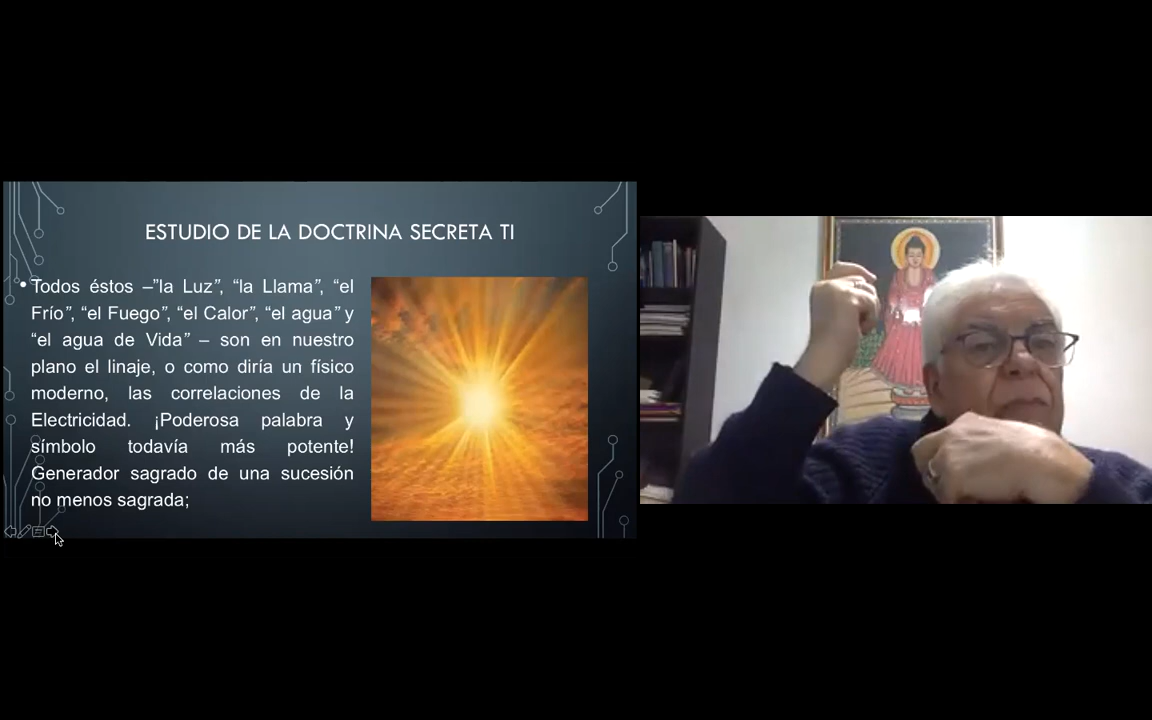 ESTUDIO DE LA DOCTRINA SECRETA TI
• Todos éstos –”la Luz”, “la Llama”, “el
Frío”, “el Fuego”, “el Calor”, “el agua” y
“el agua de Vida” – son en nuestro
plano el linaje, o como diría un físico
moderno, las correlaciones de la
Electricidad. ¡Poderosa palabra y
símbolo todavía más potente!
Generador sagrado de una sucesión
no menos sagrada;